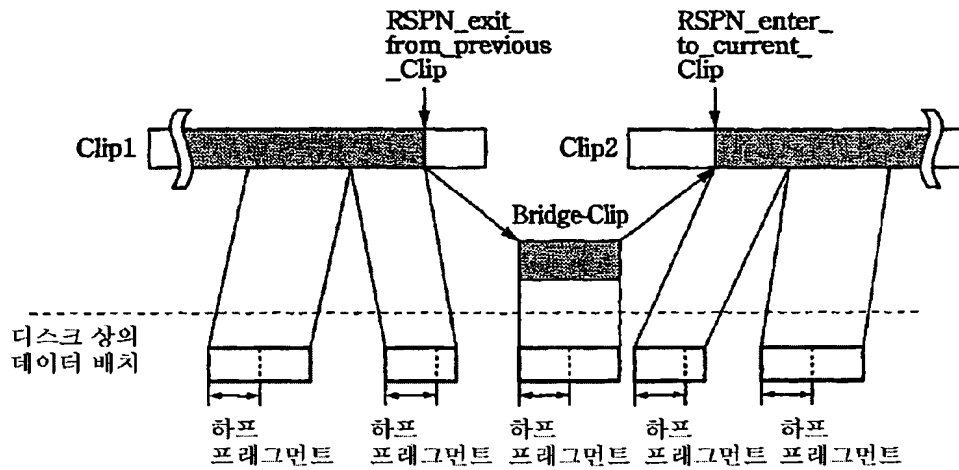 RSPN_exit_
from_previous
_Clip
RSPN_enter_
to_current_
Clip
Clip1
Clip2
Bridge-Clip
디스크 상의
데이터 배치
하프
프래그먼트
하프
프래그먼트
하프
프래그먼트
하프
프래그먼트
하프
프래그먼트